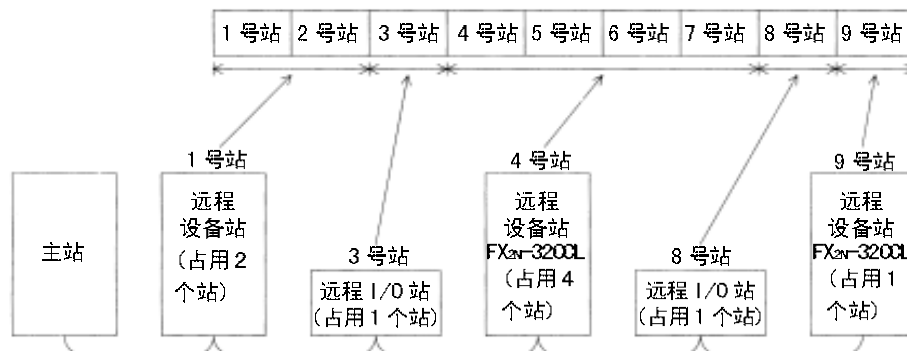 1 号站 2 号站 3 号站 4 号站 5 号站 6 号站 7 号站 8 号站 9 号站
1 号站
4 号站
9 号站
主站
远程
设备站
(占用 2
个站)
3 号站
远程 I/O 站
(占用 1 个站)
远程
设备站
FX2N-32CCL
(占用 4
个站)
8 号站
远程 I/O 站
(占用 1 个站)
远程
设备站
FX2N-32CCL
(占用 1
个站)